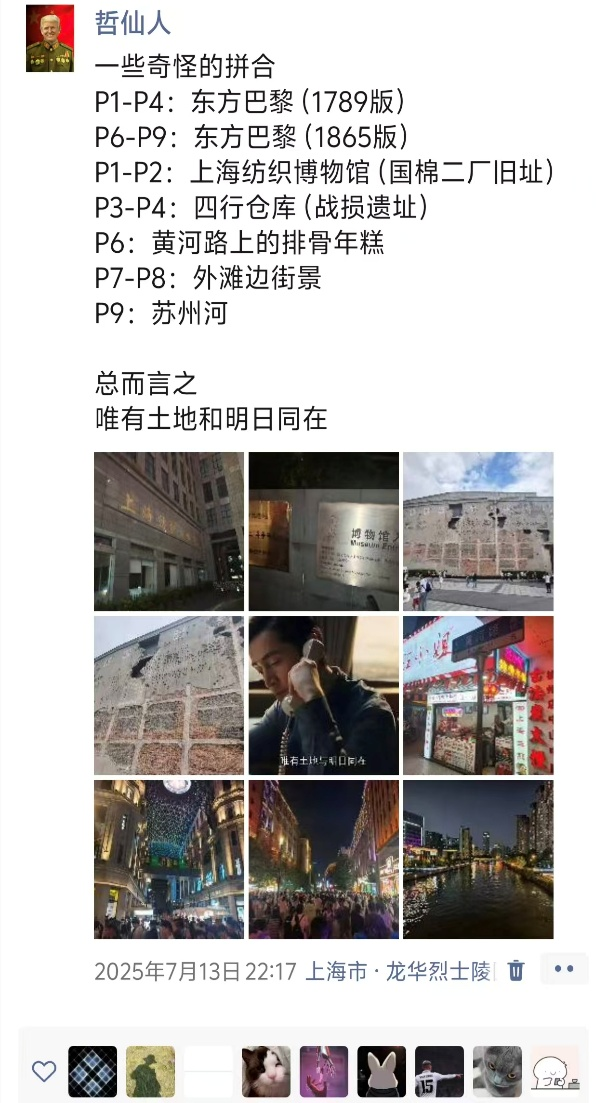 哲仙人
一些奇怪的拼合
P1-P4：东方巴黎（1789版）
P6-P9：东方巴黎（1865版）
P1-P2：上海纺织博物馆（国棉二厂旧址）
P3-P4：四行仓库（战损遗址）
P6：黄河路上的排骨年糕
P7-P8：外滩边街景
P9：苏州河
总而言之
唯有土地和明日同在
博物馆
唯有土地与明日同在
小姐
2025年7月13日 22:17 上海市 · 龙华烈士陵
15